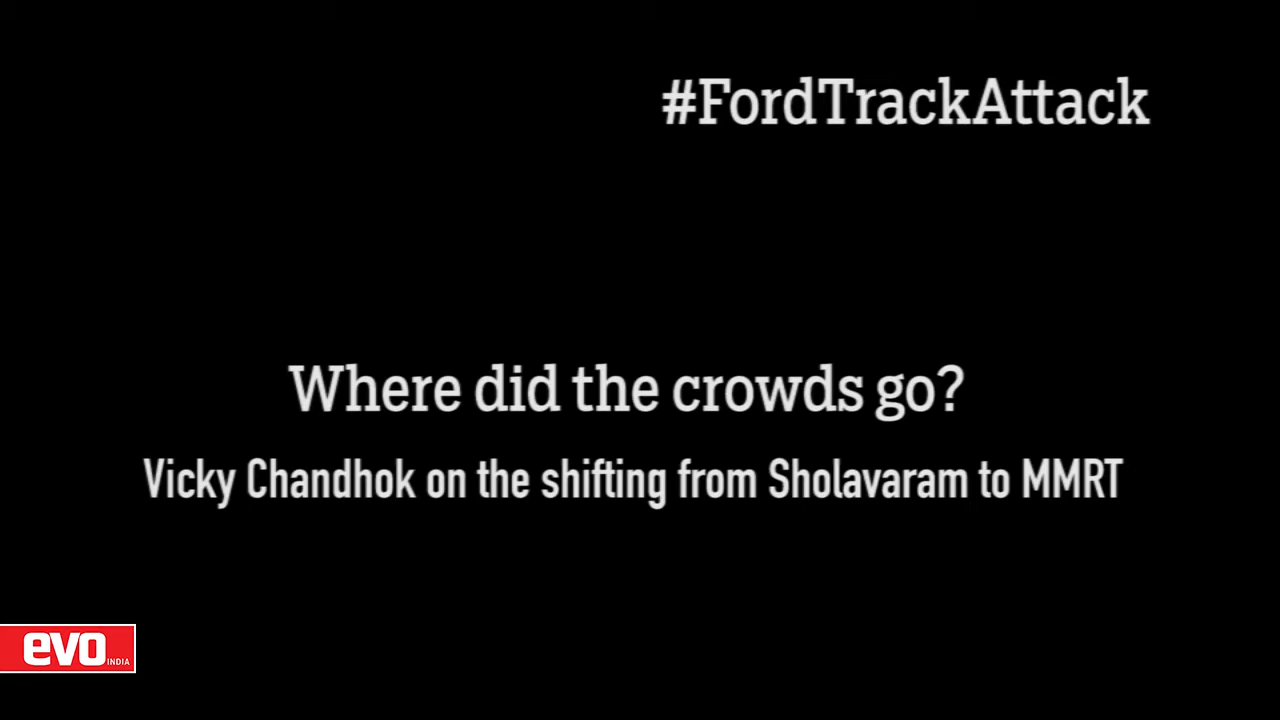 #FordTrackAttack
Where did the crowds go?
Vicky Chandhok on the shifting from Sholavaram to MMRT
evo INDIA